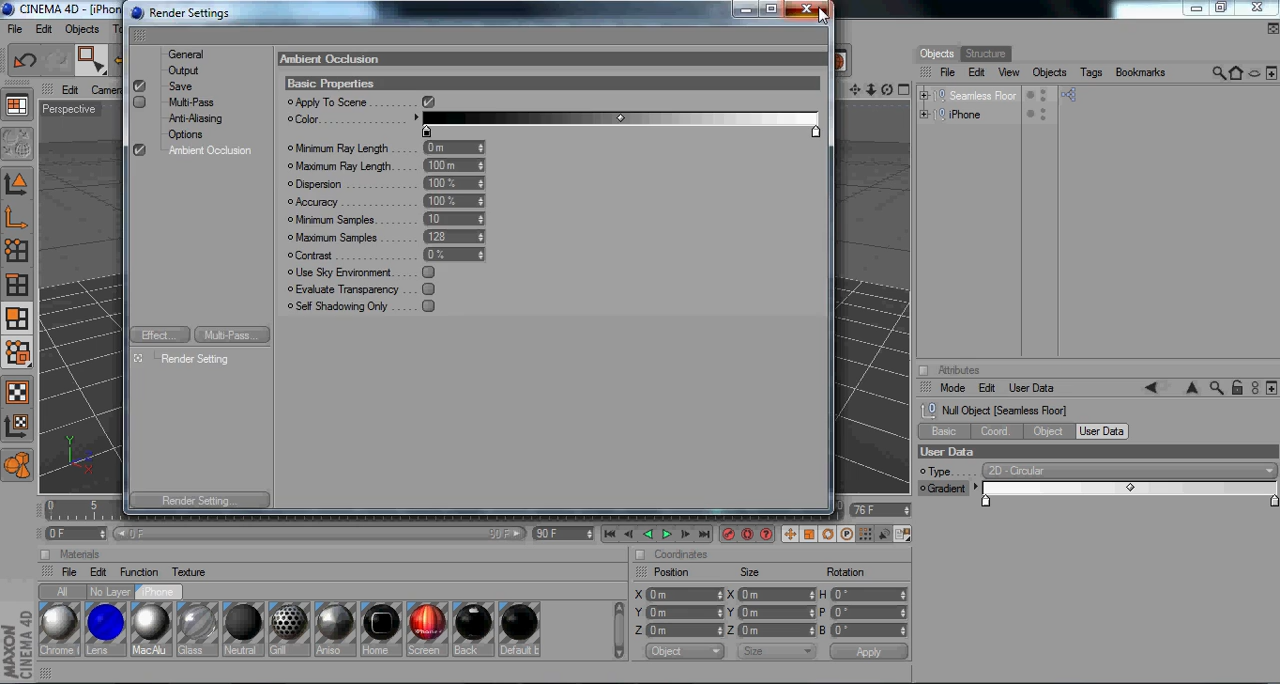 CINEMA 4D - [iPhon
Render Settings
File Edit Objects To
Edit Camera
Perspective
General
Output
Save
Multi-Pass
Anti-Aliasing
Options
Ambient Occlusion
Effect...
Multi-Pass...
Render Setting
Render Setting...
Ambient Occlusion
Basic Properties
Apply To Scene
Color
Minimum Ray Length 0 m
Maximum Ray Length 100 m
Dispersion 100 %
Accuracy 100 %
Minimum Samples 10
Maximum Samples 128
Contrast 0 %
Use Sky Environment
Evaluate Transparency
Self Shadowing Only
Objects Structure
File Edit View Objects Tags Bookmarks
Seamless Floor
iPhone
Attributes
Mode Edit User Data
Null Object [Seamless Floor]
Basic Coord. Object User Data
User Data
Type 2D - Circular
Gradient
Y
Z
X
0 5
76 F
0 F
0 F
90 F
90 F
Materials
File Edit Function Texture
All No Layer iPhone
Chrome
Lens
MacAlu
Glass
Neutral
Grill
Aniso
Home
Screen
Back
Default b
Coordinates
Position Size Rotation
X 0 m X 0 m H 0 °
Y 0 m Y 0 m P 0 °
Z 0 m Z 0 m B 0 °
Object Size Apply
MAXON
CINEMA 4D